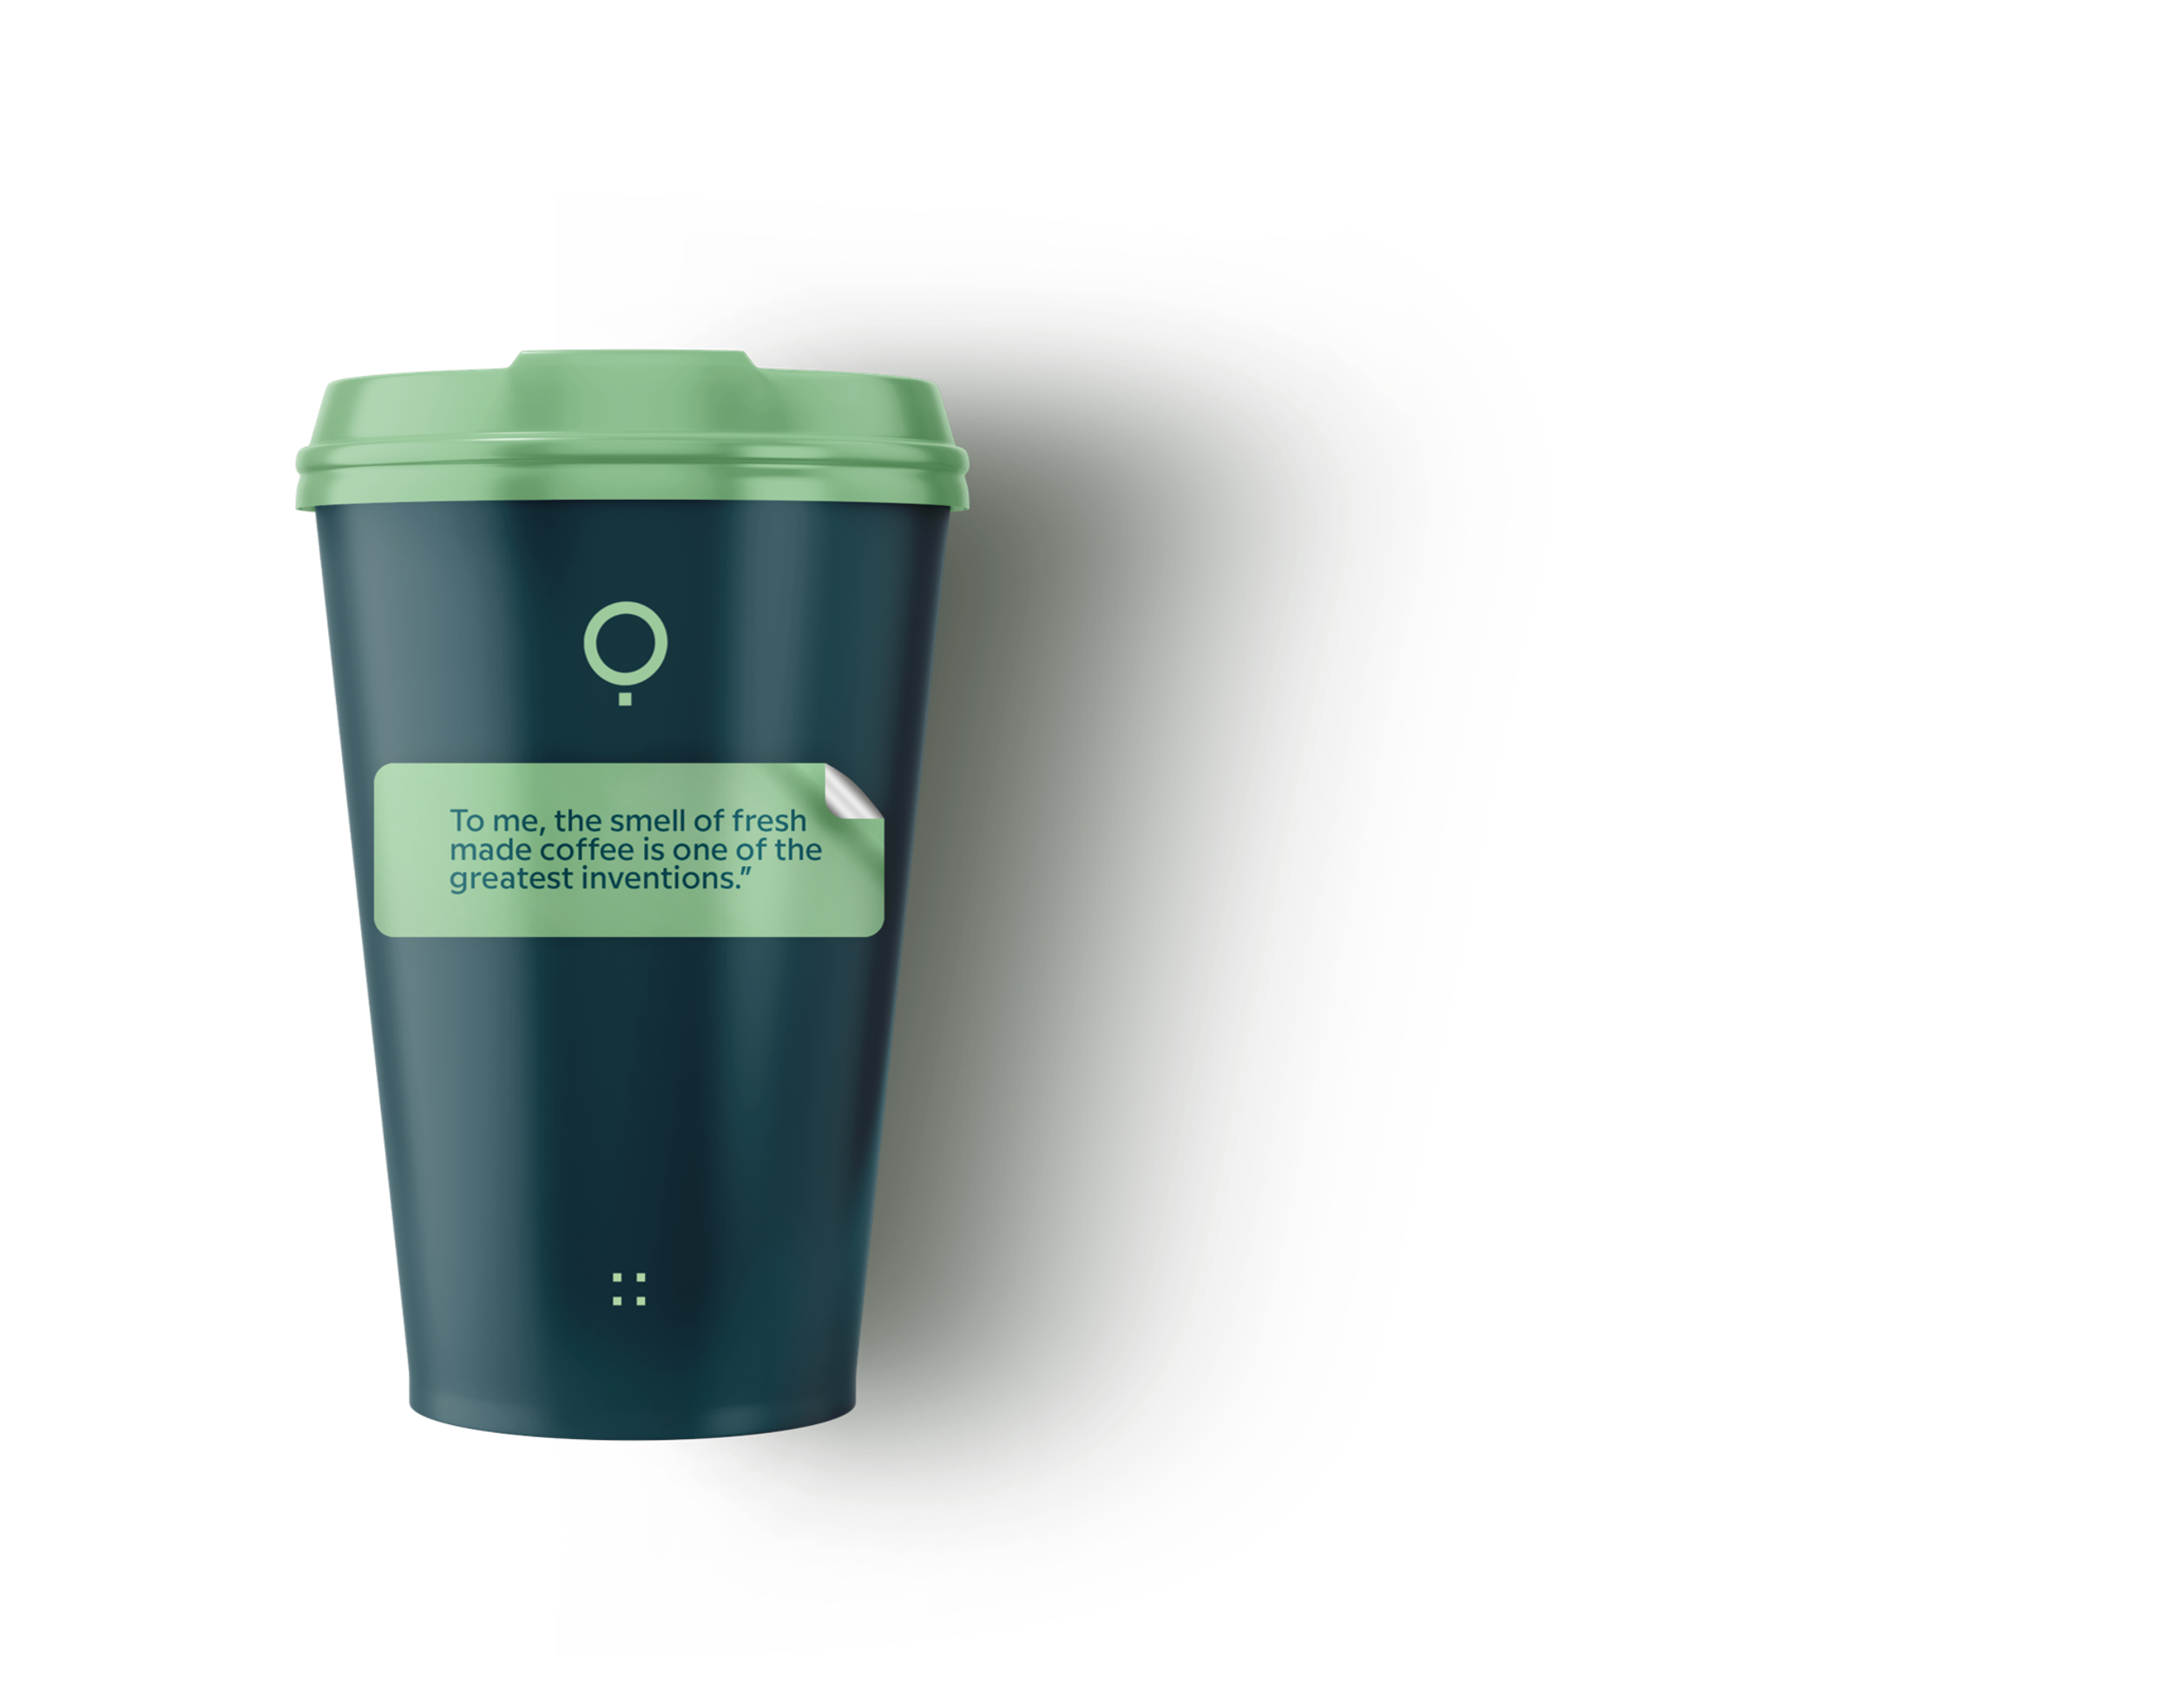 To me, the smell of fresh
made coffee is one of the
greatest inventions.”